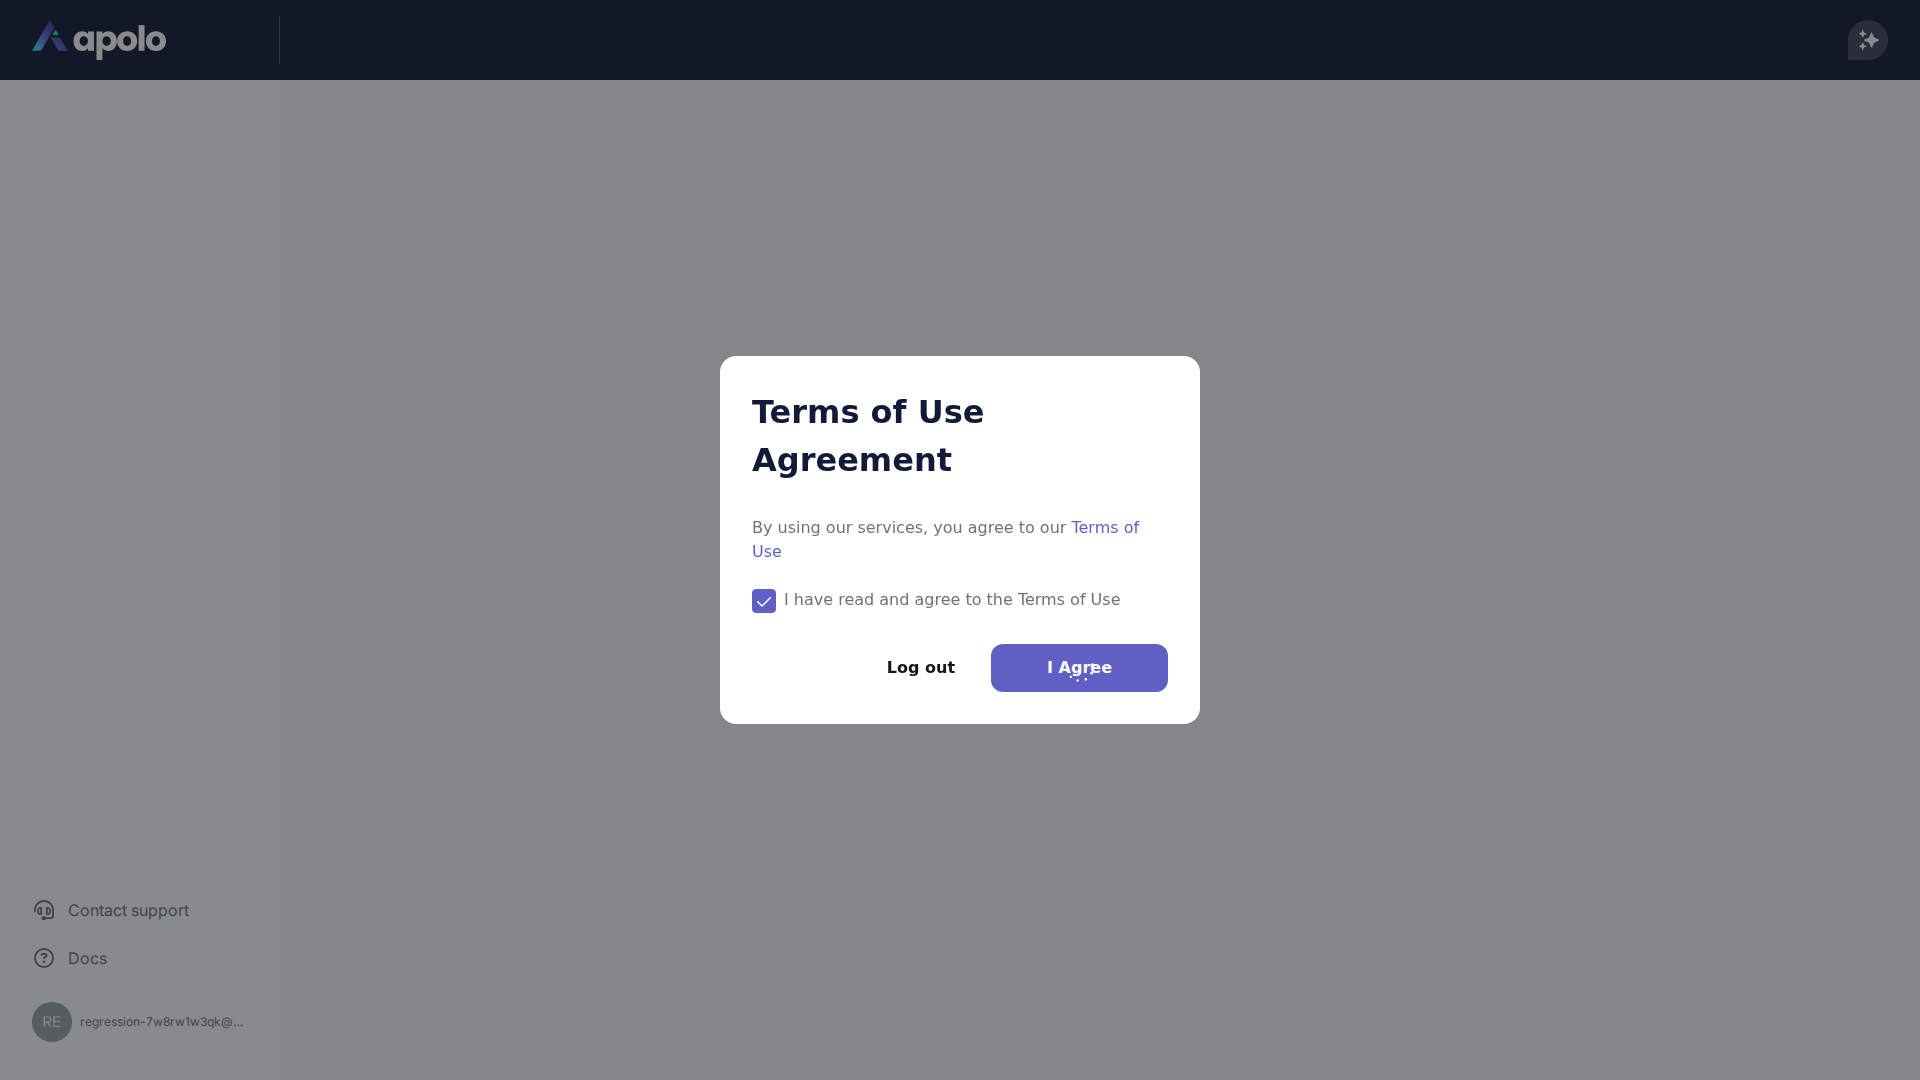 apolo
Terms of Use
Agreement
By using our services, you agree to our Terms of
Use
I have read and agree to the Terms of Use
Log out
I Agree
Contact support
Docs
RE
regression-7w8rw1w3qk@...